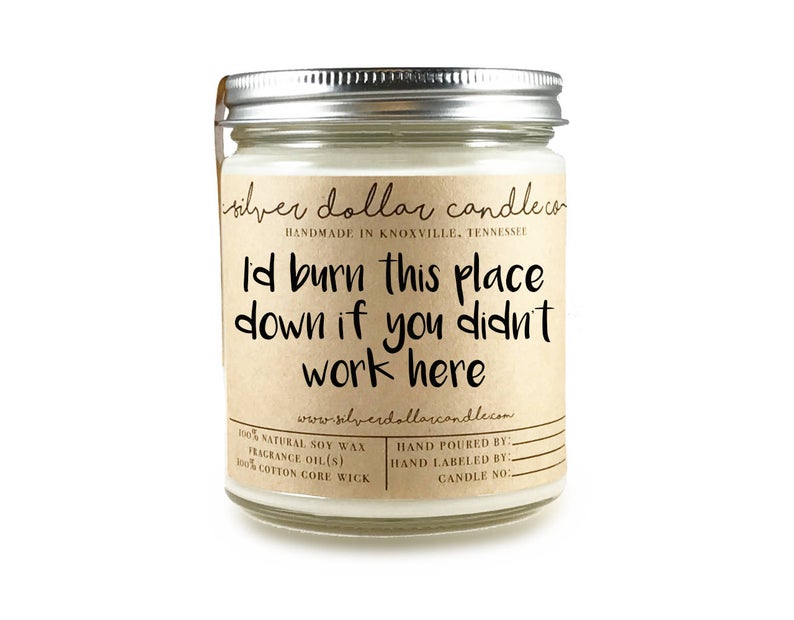 silver dollar candle co
HANDMADE IN KNOXVILLE, TENNESSEE
I'd burn this place
down if you didn't
work here
www.silverdollarcandle.com
100% NATURAL SOY WAX
FRAGRANCE OIL(S)
100% COTTON CORE WICK
HAND POURED BY:
HAND LABELED BY:
CANDLE NO: